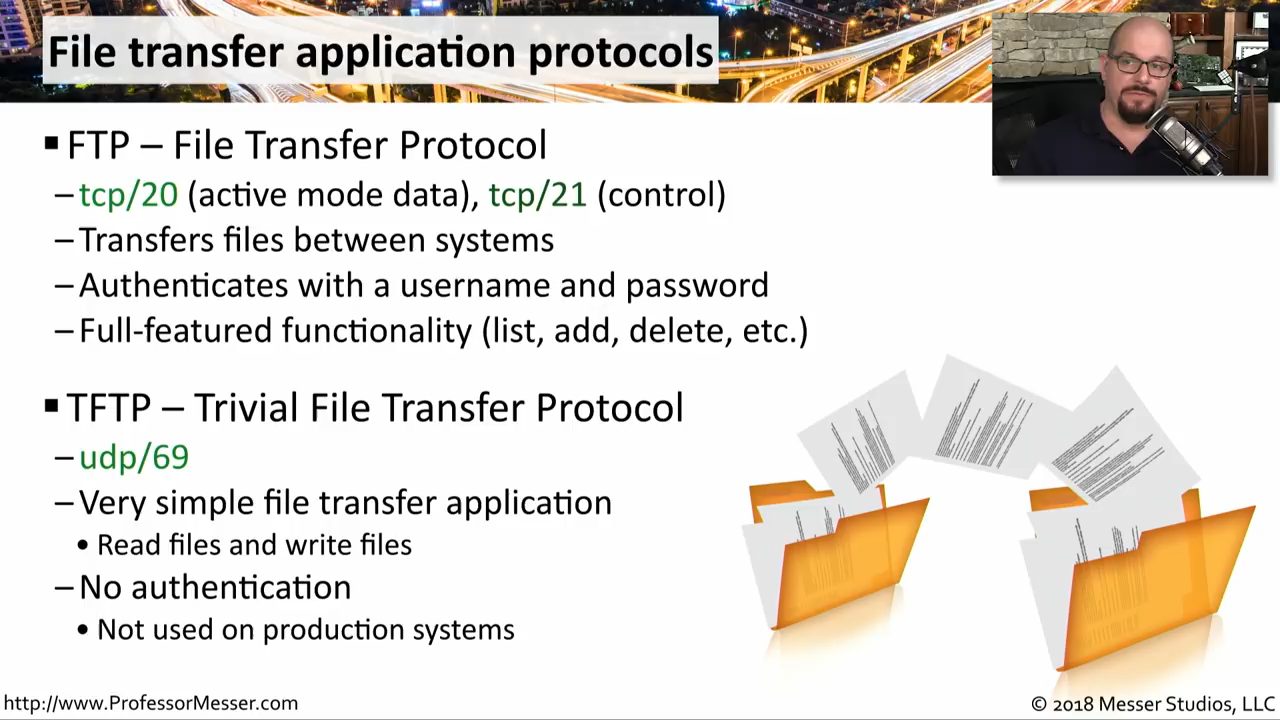 File transfer application protocols
▪ FTP – File Transfer Protocol
– tcp/20 (active mode data), tcp/21 (control)
– Transfers files between systems
– Authenticates with a username and password
– Full-featured functionality (list, add, delete, etc.)
▪ TFTP – Trivial File Transfer Protocol
– udp/69
– Very simple file transfer application
• Read files and write files
– No authentication
• Not used on production systems
http://www.ProfessorMesser.com
© 2018 Messer Studios, LLC